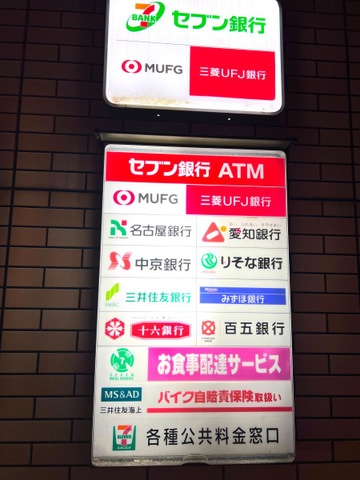 7 BANK セブン銀行
MUFG 三菱UFJ銀行
セブン銀行 ATM
MUFG 三菱UFJ銀行
名古屋銀行 愛知銀行
中京銀行 りそな銀行
SMBC 三井住友銀行 みずほ銀行
十六銀行 百五銀行
7 お食事配達サービス
MS&AD バイク自賠責保険取扱い
三井住友海上
7 ELEVEN 各種公共料金窓口